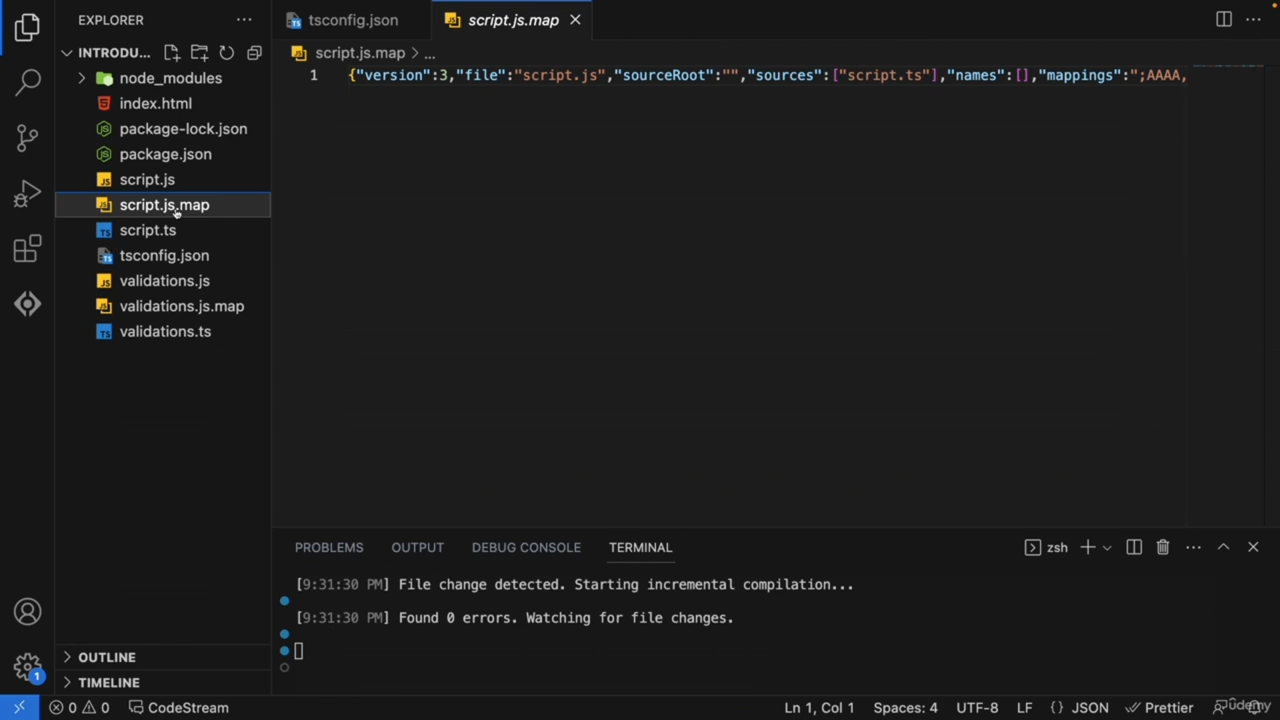 EXPLORER
tsconfig.json
script.js.map
INTRODU...
script.js.map > ...
1 {"version":3,"file":"script.js","sourceRoot":"","sources":["script.ts"],"names":[],"mappings":";AAAA,
node_modules
index.html
package-lock.json
package.json
script.js
script.js.map
script.ts
tsconfig.json
validations.js
validations.js.map
validations.ts
PROBLEMS OUTPUT DEBUG CONSOLE TERMINAL
zsh
[9:31:30 PM] File change detected. Starting incremental compilation...
[9:31:30 PM] Found 0 errors. Watching for file changes.
OUTLINE
1
TIMELINE
0 0 CodeStream Ln 1, Col 1 Spaces: 4 UTF-8 LF {} JSON Prettier
Udemy